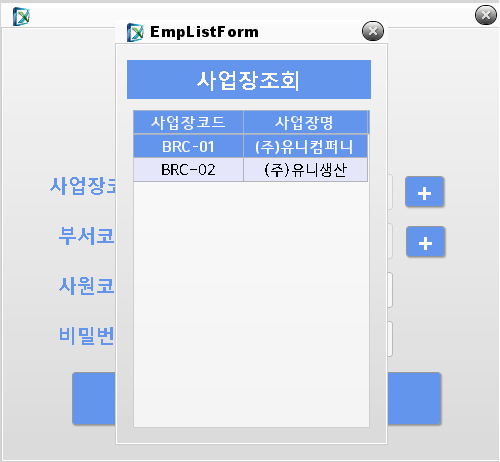 EmpListForm
사업장조회
사업장코드 사업장명
BRC-01 (주)유니컴퍼니
BRC-02 (주)유니생산
사업장코
+
부서코
+
사원코
비밀번